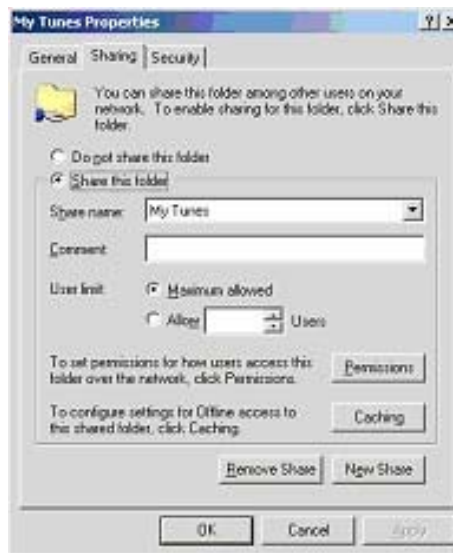 My Tunes Properties
General Sharing Security
You can share this folder among other users on your
network. To enable sharing for this folder, click Share this
folder.
Do not share this folder
Share this folder
Share name: My Tunes
Comment:
User limit: Maximum allowed
Allow Users
To set permissions for how users access this
folder over the network, click Permissions.
Permissions
To configure settings for Offline access to
this shared folder, click Caching.
Caching
Remove Share New Share
OK Cancel Apply